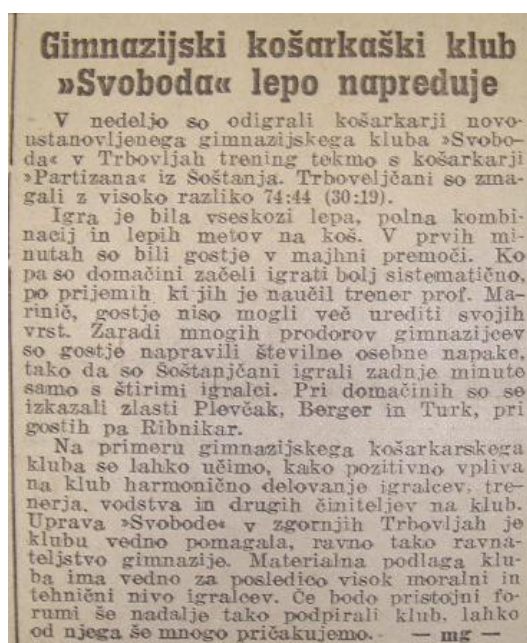 Gimnazijski košarkaški klub
»Svoboda« lepo napreduje
V nedeljo so odigrali košarkarji novo-
ustanovljenega gimnazijskega kluba »Svobo-
da« v Trbovljah trening tekmo s košarkarji
»Partizana« iz Šoštanja. Trboveljčani so zma-
gali z visoko razliko 74:44 (30:19).
Igra je bila vseskozi lepa, polna kombi-
nacij in lepih metov na koš. V prvih mi-
nutah so bili gostje v majhni premoči. Ko
pa so domačini začeli igrati bolj sistematično,
po prijemih ki jih je naučil trener prof. Ma-
rinič, gostje niso mogli več urediti svojih
vrst. Zaradi mnogih prodorov gimnazijcev
so gostje napravili številne osebne napake,
tako da so Šoštanjčani igrali zadnje minute
samo s štirimi igralci. Pri domačinih so se
izkazali zlasti Plevčak, Berger in Turk, pri
gostih pa Ribnikar.
Na primeru gimnazijskega košarkarskega
kluba se lahko učimo, kako pozitivno vpliva
na klub harmonično delovanje igralcev, tre-
nerja, vodstva in drugih činiteljev na klub.
Uprava »Svobode« v zgornjih Trbovljah je
klubu vedno pomagala, ravno tako ravna-
teljstvo gimnazije. Materialna podlaga klu-
ba ima vedno za posledico visok moralni in
tehnični nivo igralcev. Če bodo pristojni fo-
rumi še nadalje tako podpirali klub, lahko
od njega še mnogo pričakujemo. — mg —